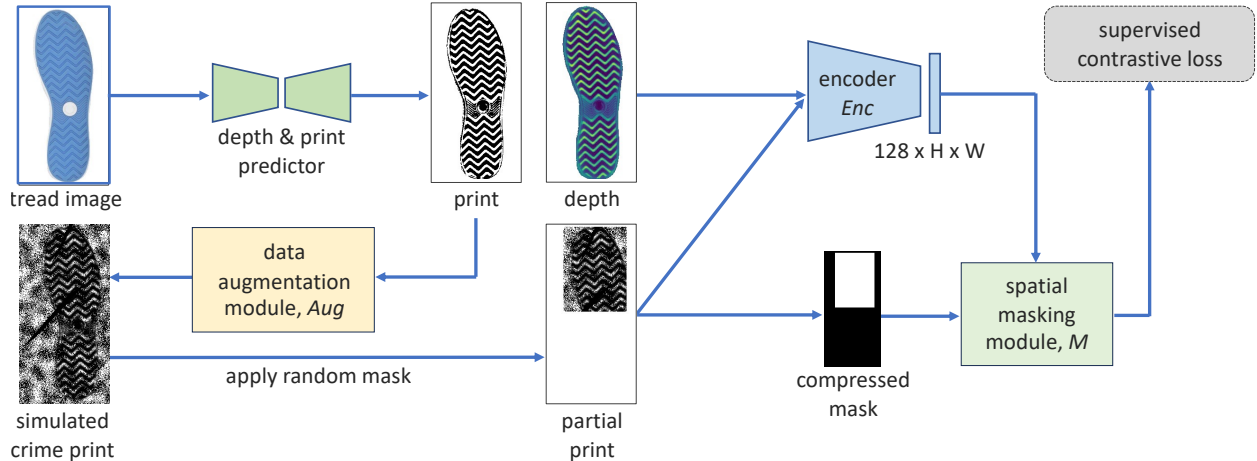 tread image
depth & print
predictor
print
depth
encoder
Enc
128 x H x W
supervised
contrastive loss
simulated
crime print
data
augmentation
module, Aug
apply random mask
partial
print
compressed
mask
spatial
masking
module, M